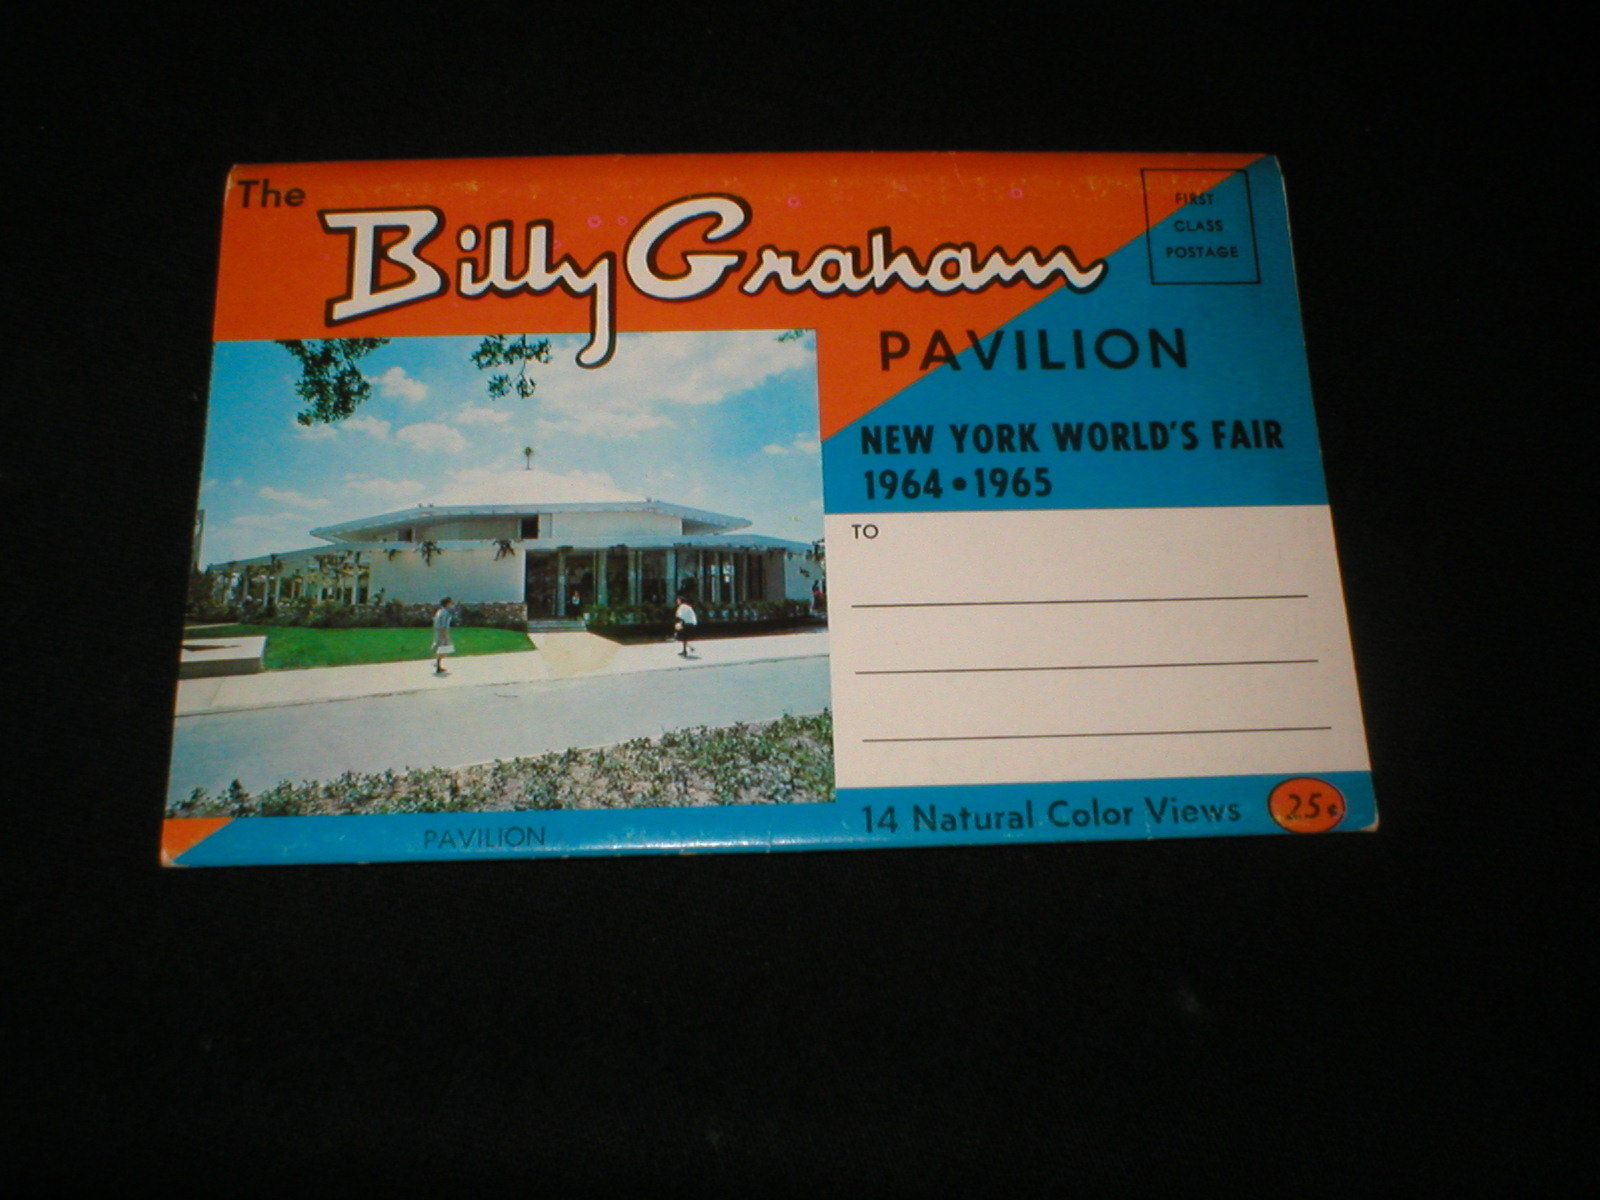 The
Billy Graham
PAVILION
FIRST
CLASS
POSTAGE
NEW YORK WORLD'S FAIR
1964 • 1965
TO
PAVILION
14 Natural Color Views 25¢